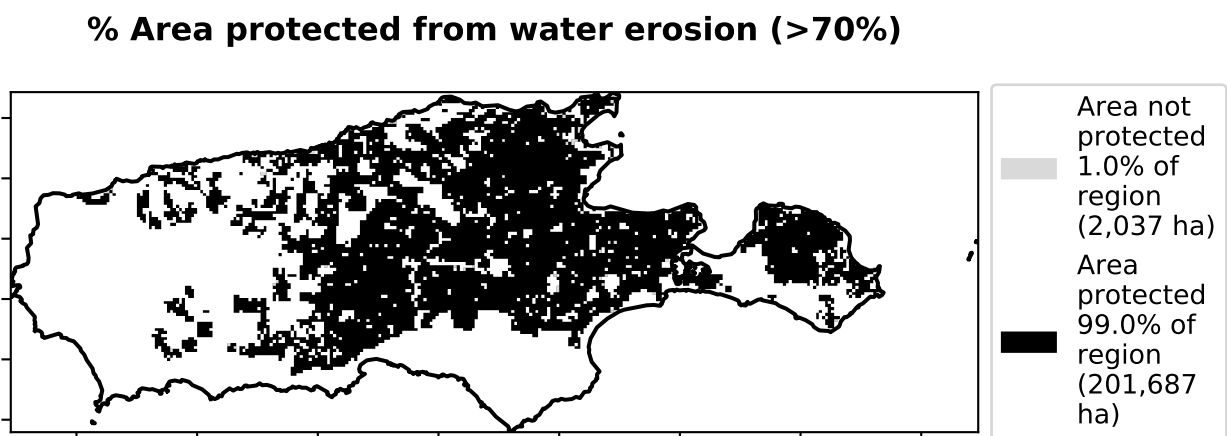 % Area protected from water erosion (>70%)
Area not
protected
1.0% of
region
(2,037 ha)
Area
protected
99.0% of
region
(201,687
ha)